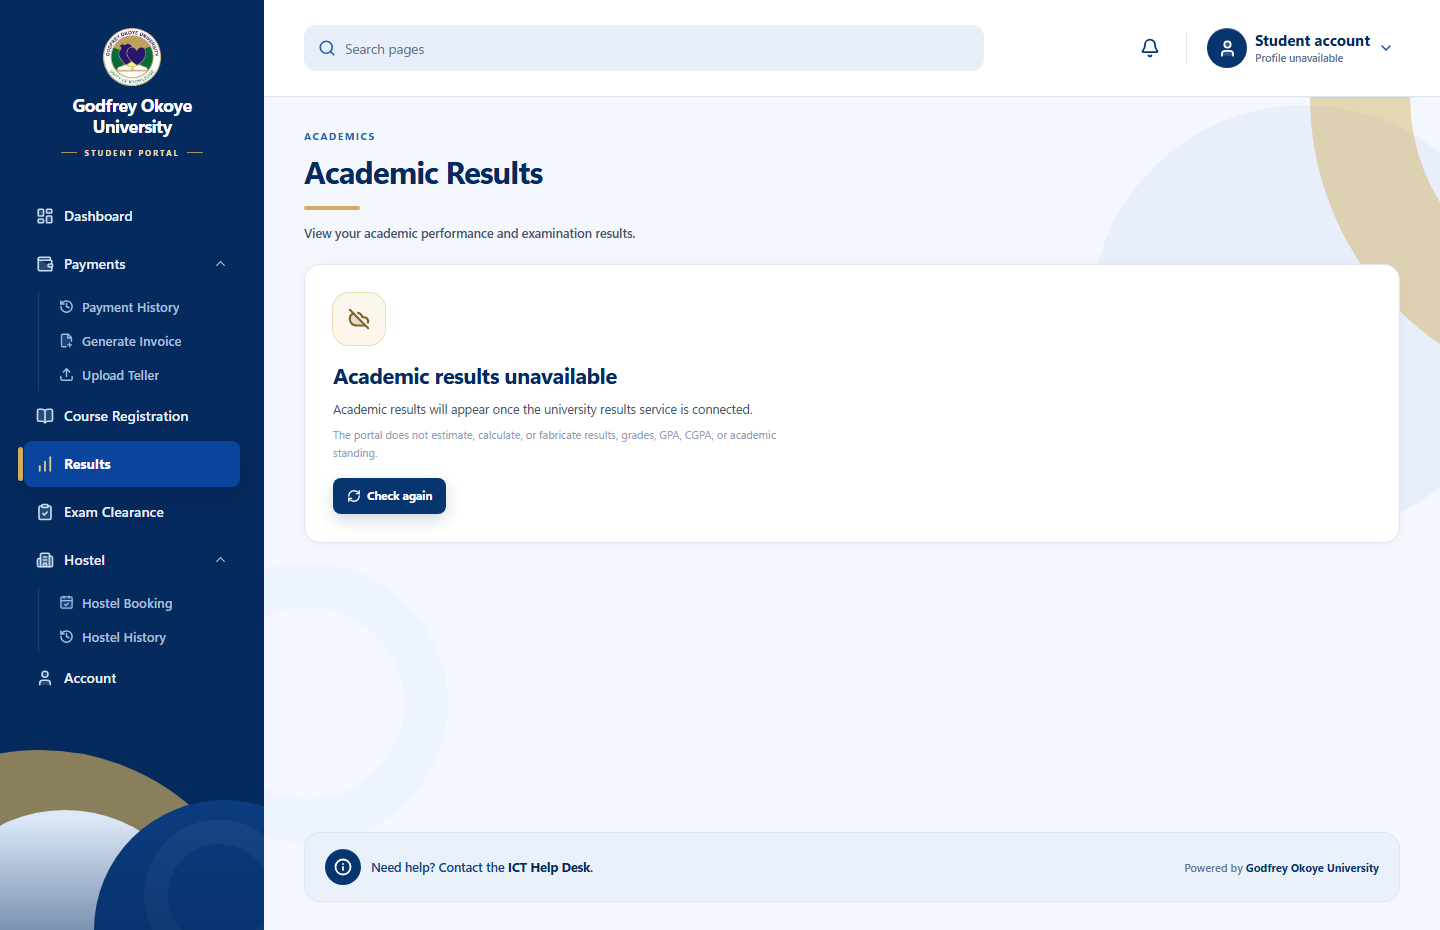 GODFREY OKOYE UNIVERSITY
Godfrey Okoye
University
STUDENT PORTAL
Dashboard
Payments
Payment History
Generate Invoice
Upload Teller
Course Registration
Results
Exam Clearance
Hostel
Hostel Booking
Hostel History
Account
Search pages
Student account
Profile unavailable
ACADEMICS
Academic Results
View your academic performance and examination results.
Academic results unavailable
Academic results will appear once the university results service is connected.
The portal does not estimate, calculate, or fabricate results, grades, GPA, CGPA, or academic
standing.
Check again
Need help? Contact the ICT Help Desk.
Powered by Godfrey Okoye University